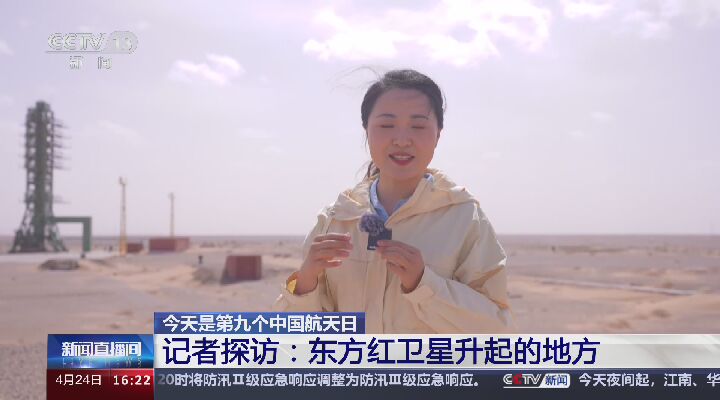 CCTV 13
新闻
今天是第九个中国航天日
新闻直播间
记者探访：东方红卫星升起的地方
4月24日 16:22
20时将防汛Ⅲ级应急响应调整为防汛Ⅱ级应急响应。 CCTV 新闻 今天夜间起，江南、华